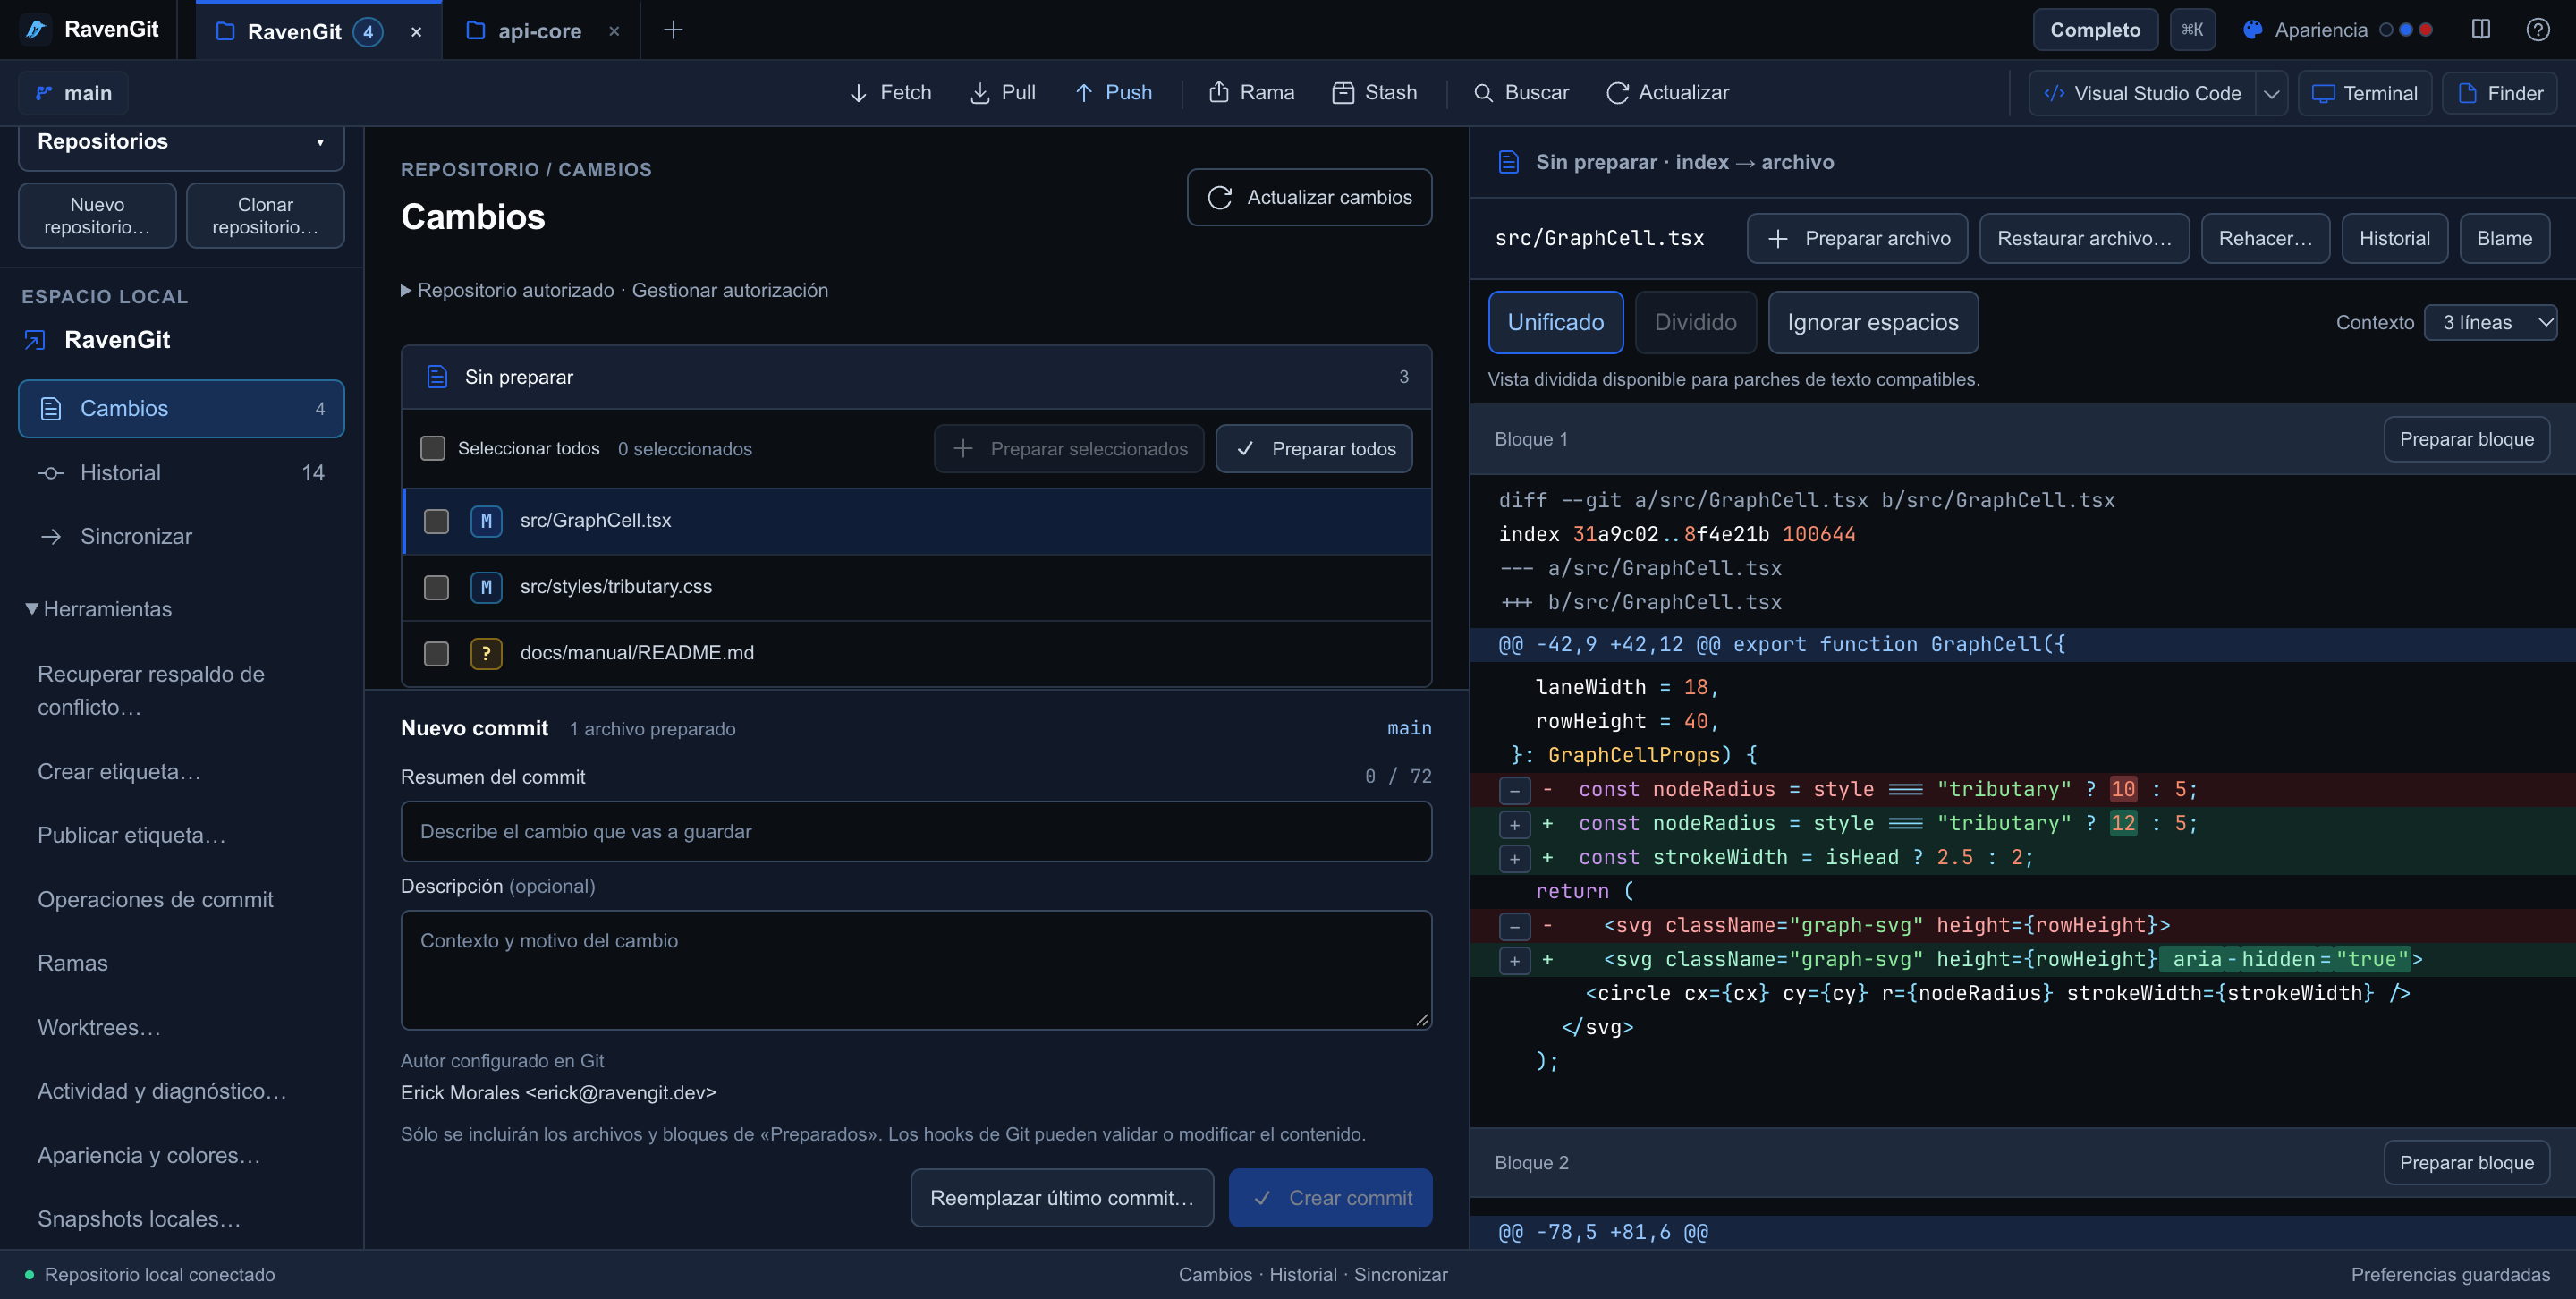 RavenGit
RavenGit 4 ×
api-core ×
Completo ⌘K Apariencia
main
Fetch Pull Push Rama Stash Buscar Actualizar
Visual Studio Code Terminal Finder
Repositorios
Nuevo repositorio…
Clonar repositorio…
ESPACIO LOCAL
RavenGit
Cambios 4
Historial 14
Sincronizar
Herramientas
Recuperar respaldo de
conflicto…
Crear etiqueta…
Publicar etiqueta…
Operaciones de commit
Ramas
Worktrees…
Actividad y diagnóstico…
Apariencia y colores…
Snapshots locales…
REPOSITORIO / CAMBIOS
Cambios
Actualizar cambios
Repositorio autorizado · Gestionar autorización
Sin preparar 3
Seleccionar todos 0 seleccionados + Preparar seleccionados ✓ Preparar todos
M src/GraphCell.tsx
M src/styles/tributary.css
? docs/manual/README.md
Nuevo commit 1 archivo preparado main
Resumen del commit 0 / 72
Describe el cambio que vas a guardar
Descripción (opcional)
Contexto y motivo del cambio
Autor configurado en Git
Erick Morales <erick@ravengit.dev>
Sólo se incluirán los archivos y bloques de «Preparados». Los hooks de Git pueden validar o modificar el contenido.
Reemplazar último commit… ✓ Crear commit
Sin preparar · index → archivo
src/GraphCell.tsx + Preparar archivo Restaurar archivo… Rehacer… Historial Blame
Unificado Dividido Ignorar espacios Contexto 3 líneas
Vista dividida disponible para parches de texto compatibles.
Bloque 1 Preparar bloque
diff --git a/src/GraphCell.tsx b/src/GraphCell.tsx
index 31a9c02..8f4e21b 100644
--- a/src/GraphCell.tsx
+++ b/src/GraphCell.tsx
@@ -42,9 +42,12 @@ export function GraphCell({
laneWidth = 18,
rowHeight = 40,
}: GraphCellProps) {
- const nodeRadius = style === "tributary" ? 10 : 5;
+ const nodeRadius = style === "tributary" ? 12 : 5;
+ const strokeWidth = isHead ? 2.5 : 2;
return (
- <svg className="graph-svg" height={rowHeight}>
+ <svg className="graph-svg" height={rowHeight} aria-hidden="true">
<circle cx={cx} cy={cy} r={nodeRadius} strokeWidth={strokeWidth} />
</svg>
);
Bloque 2 Preparar bloque
@@ -78,5 +81,6 @@
Repositorio local conectado
Cambios · Historial · Sincronizar
Preferencias guardadas